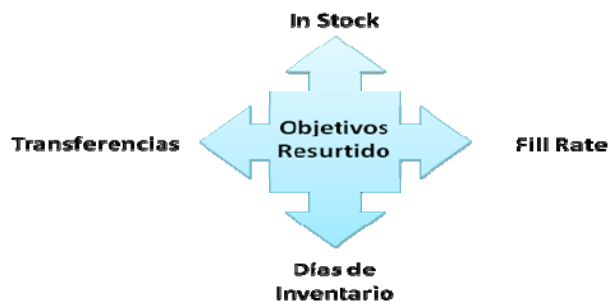 In Stock
Transferencias
Objetivos
Resurtido
Fill Rate
Días de
Inventario